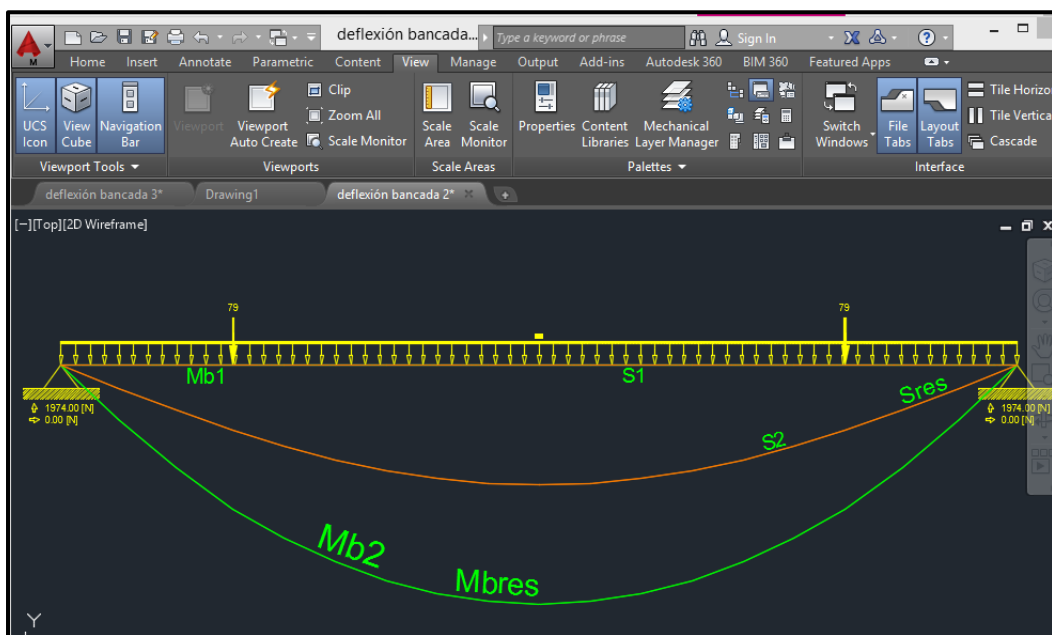 deflexión bancada... Type a keyword or phrase Sign In
M Home Insert Annotate Parametric Content View Manage Output Add-ins Autodesk 360 BIM 360 Featured Apps
UCS Icon View Cube Navigation Bar Viewport Viewport Auto Create Clip Scale Area Scale Monitor Properties Content Libraries Mechanical Layer Manager Switch Windows File Tabs Layout Tabs Tile Horizo
Zoom All Tile Vertica
Scale Monitor Cascade
Viewport Tools Viewports Scale Areas Palettes Interface
deflexión bancada 3* Drawing1 deflexión bancada 2*
[−][Top][2D Wireframe]
79 79
Mb1 S1 Sres
1974.00 [N] 1974.00 [N]
0.00 [N] 0.00 [N]
S2
Mb2
Mbres
Y